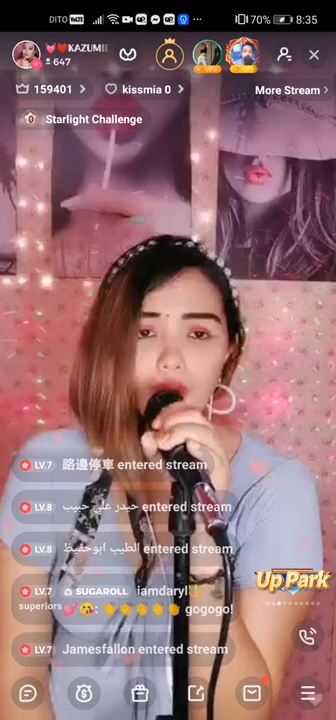 DITO VoLTE 70% 8:35
💓❤️KAZUMIE
647
159401 > kissmia 0 > More Stream >
0 Starlight Challenge
LV.7 路邊停車 entered stream
LV.8 حيدر علي حبيب entered stream
LV.8 الطيب ابوحفيظ entered stream
LV.7 SUGAROLL iamdaryl
superiors💕😘: 👏👏👏👏👏 gogogo!
Up Park
LV.7 Jamesfallon entered stream